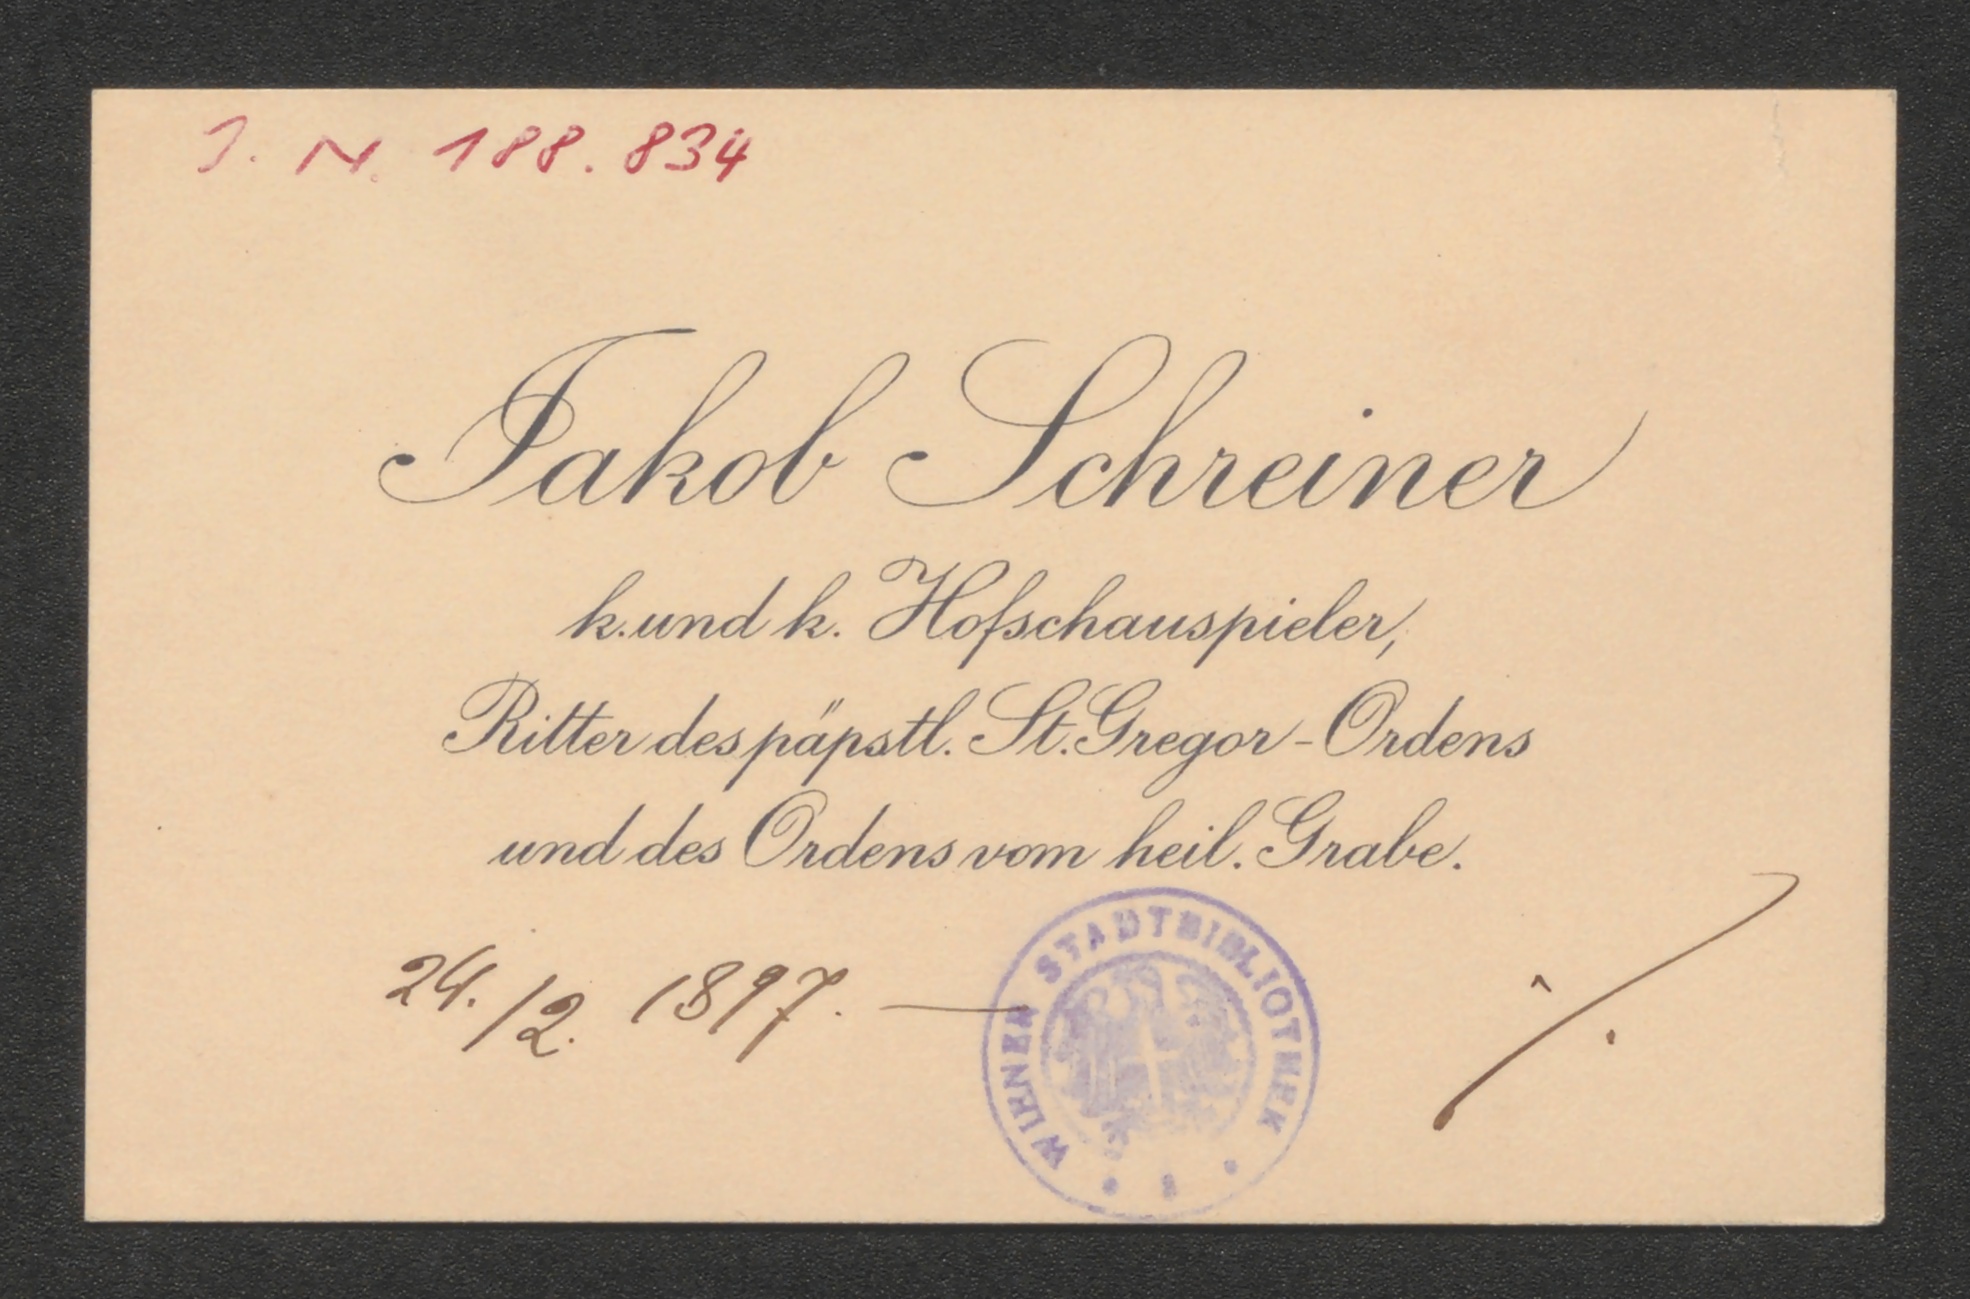 J. N. 188.834
Jakob Schreiner
k. und k. Hofschauspieler,
Ritter des päpstl. St. Gregor-Ordens
und des Ordens vom heil. Grabe.
24./2. 1897. —
WIENER STADTBIBLIOTHEK